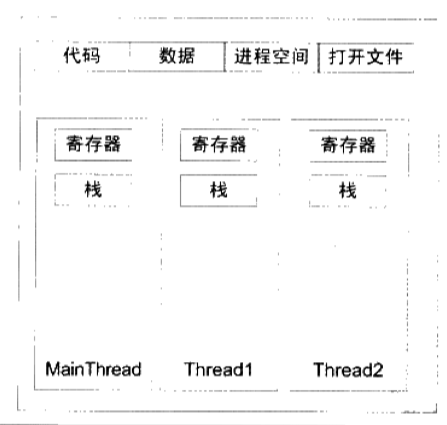 代码 数据 进程空间 打开文件
寄存器 寄存器 寄存器
栈 栈 栈
MainThread Thread1 Thread2